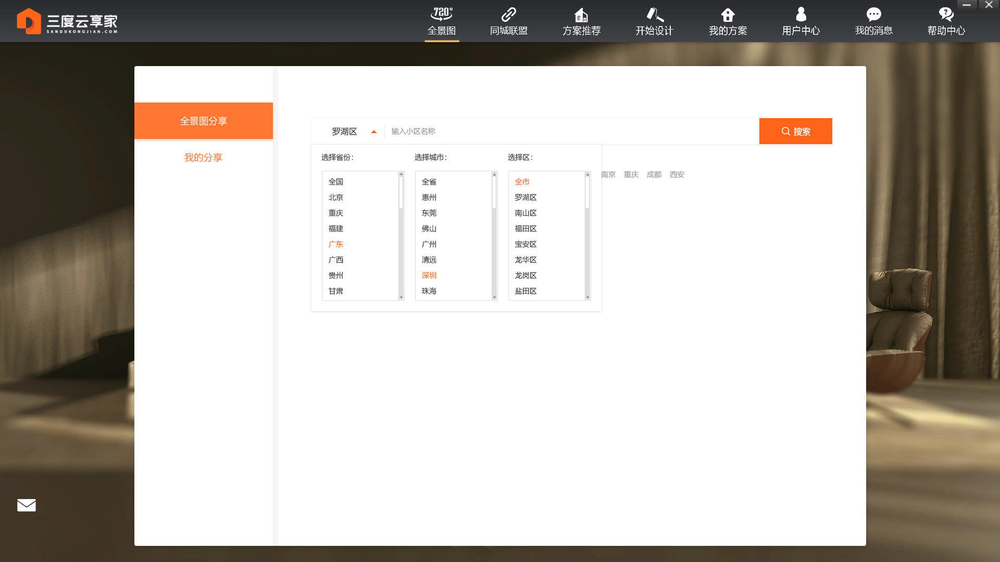 三度云享家
SANDUKONGJIAN.COM
720°
全景图
同城联盟
方案推荐
开始设计
我的方案
用户中心
我的消息
帮助中心
全景图分享
我的分享
罗湖区
输入小区名称
搜索
选择省份：
选择城市：
选择区：
南京 重庆 成都 西安
全国
北京
重庆
福建
广东
广西
贵州
甘肃
全省
惠州
东莞
佛山
广州
清远
深圳
珠海
全市
罗湖区
南山区
福田区
宝安区
龙华区
龙岗区
盐田区